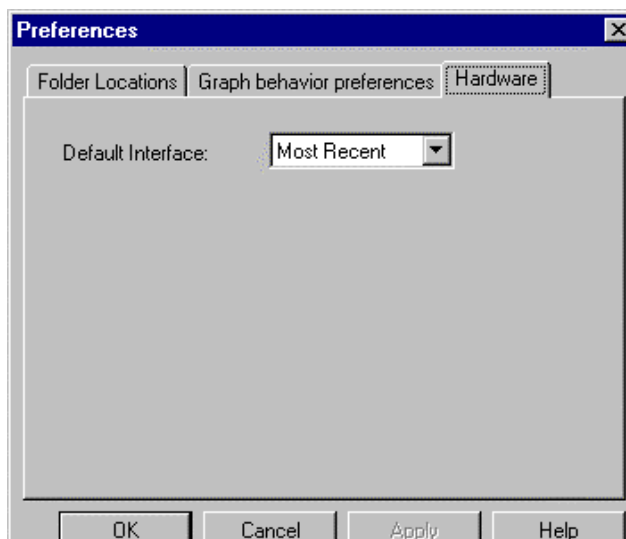 Preferences
Folder Locations Graph behavior preferences Hardware
Default Interface: Most Recent
OK Cancel Apply Help